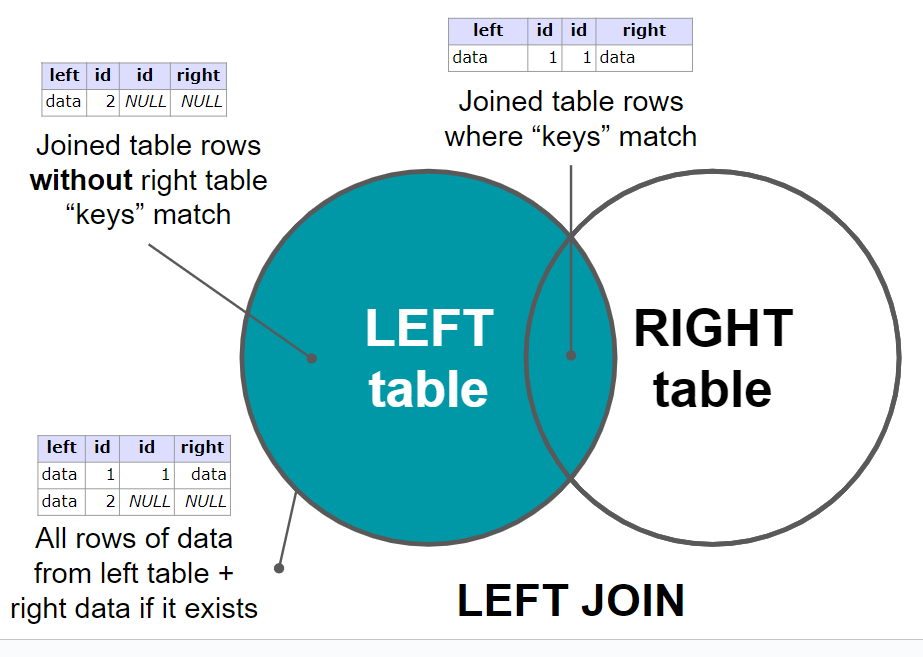 left id id right
data 1 1 data
Joined table rows
where “keys” match
left id id right
data 2 NULL NULL
Joined table rows
without right table
“keys” match
LEFT
table
RIGHT
table
left id id right
data 1 1 data
data 2 NULL NULL
All rows of data
from left table +
right data if it exists
LEFT JOIN